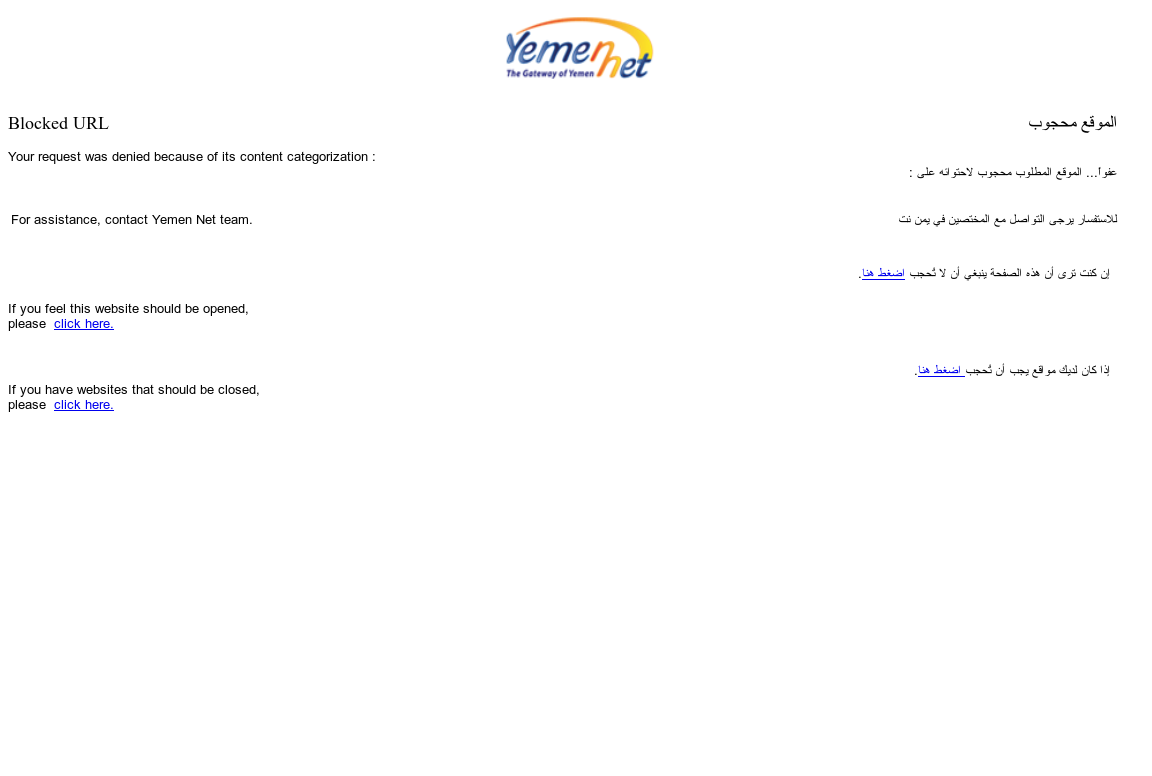 Yemen net
The Gateway of Yemen
Blocked URL
الموقع محجوب
Your request was denied because of its content categorization :
عفواً... الموقع المطلوب محجوب لاحتوائه على :
For assistance, contact Yemen Net team.
للاستفسار يرجى التواصل مع المختصين في يمن نت
إن كنت ترى أن هذه الصفحة ينبغي أن لا تُحجب اضغط هنا.
If you feel this website should be opened,
please click here.
إذا كان لديك مواقع يجب أن تُحجب اضغط هنا.
If you have websites that should be closed,
please click here.